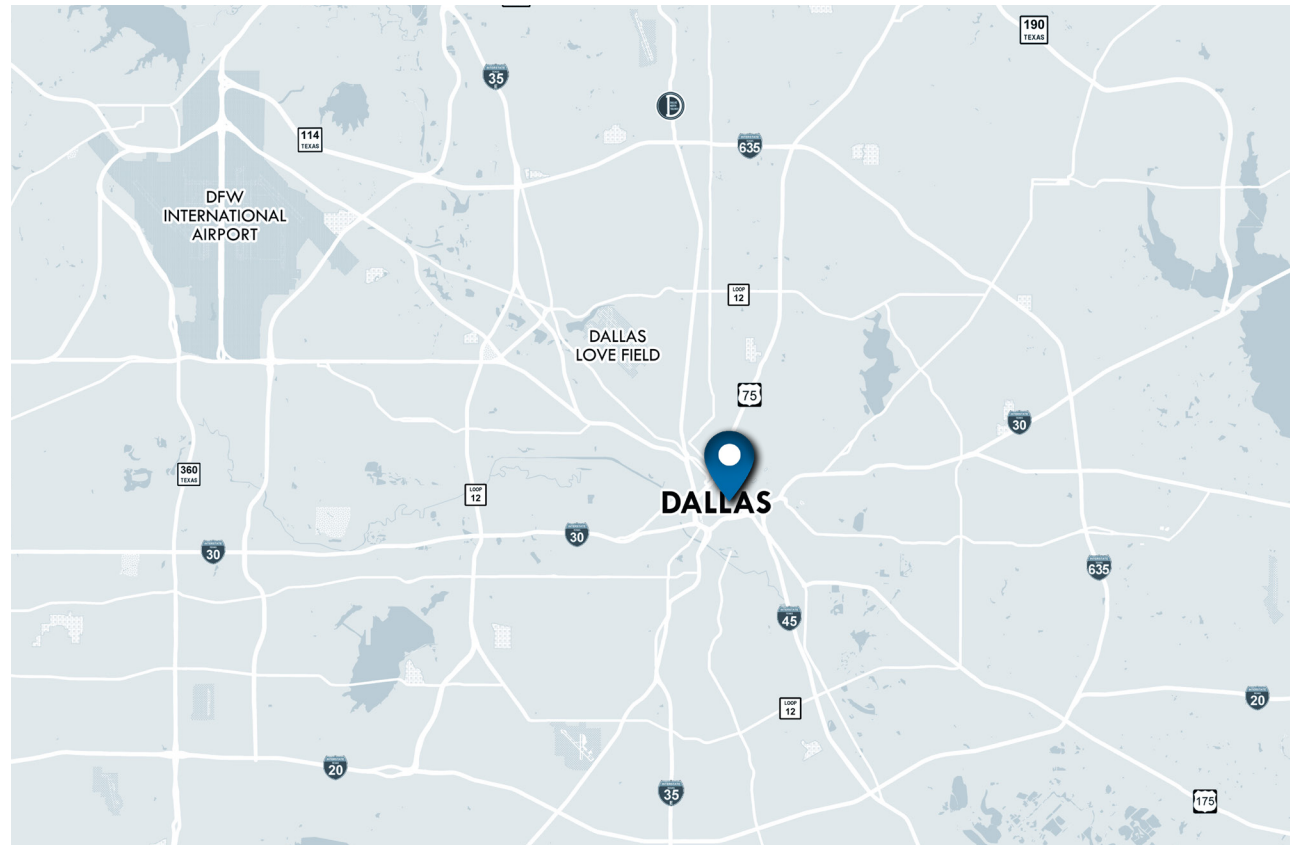 190
TEXAS
35
114
TEXAS
635
DFW
INTERNATIONAL
AIRPORT
LOOP
12
DALLAS
LOVE FIELD
75
30
360
TEXAS
LOOP
12
DALLAS
30
30
635
45
20
LOOP
12
20
35
175